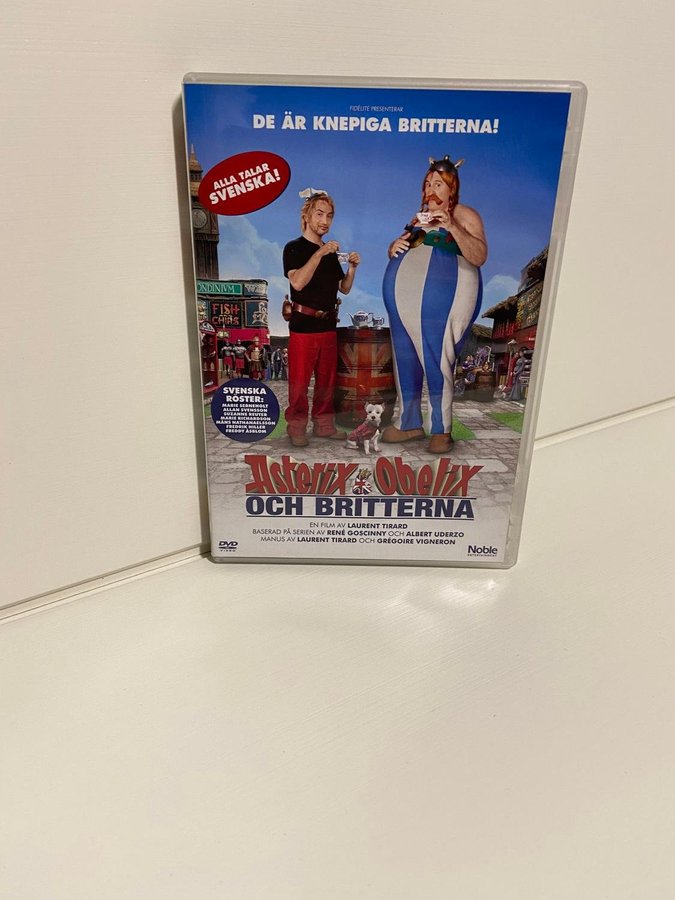 FIDÉLITÉ PRESENTERAR
DE ÄR KNEPIGA BRITTERNA!
ALLA TALAR
SVENSKA!
ONDINIVM
FISH
CHIPS
SVENSKA
RÖSTER:
MARIE SERNEHOLT
ALLAN SVENSSON
SUZANNE REUTER
MARIE RICHARDSON
MÅNS NATHANAELSON
FREDRIK HILLER
FREDDY ÅSBLOM
Asterix & Obelix
OCH BRITTERNA
EN FILM AV LAURENT TIRARD
BASERAD PÅ SERIEN AV RENÉ GOSCINNY OCH ALBERT UDERZO
MANUS AV LAURENT TIRARD OCH GRÉGOIRE VIGNERON
DVD
VIDEO
Noble
ENTERTAINMENT